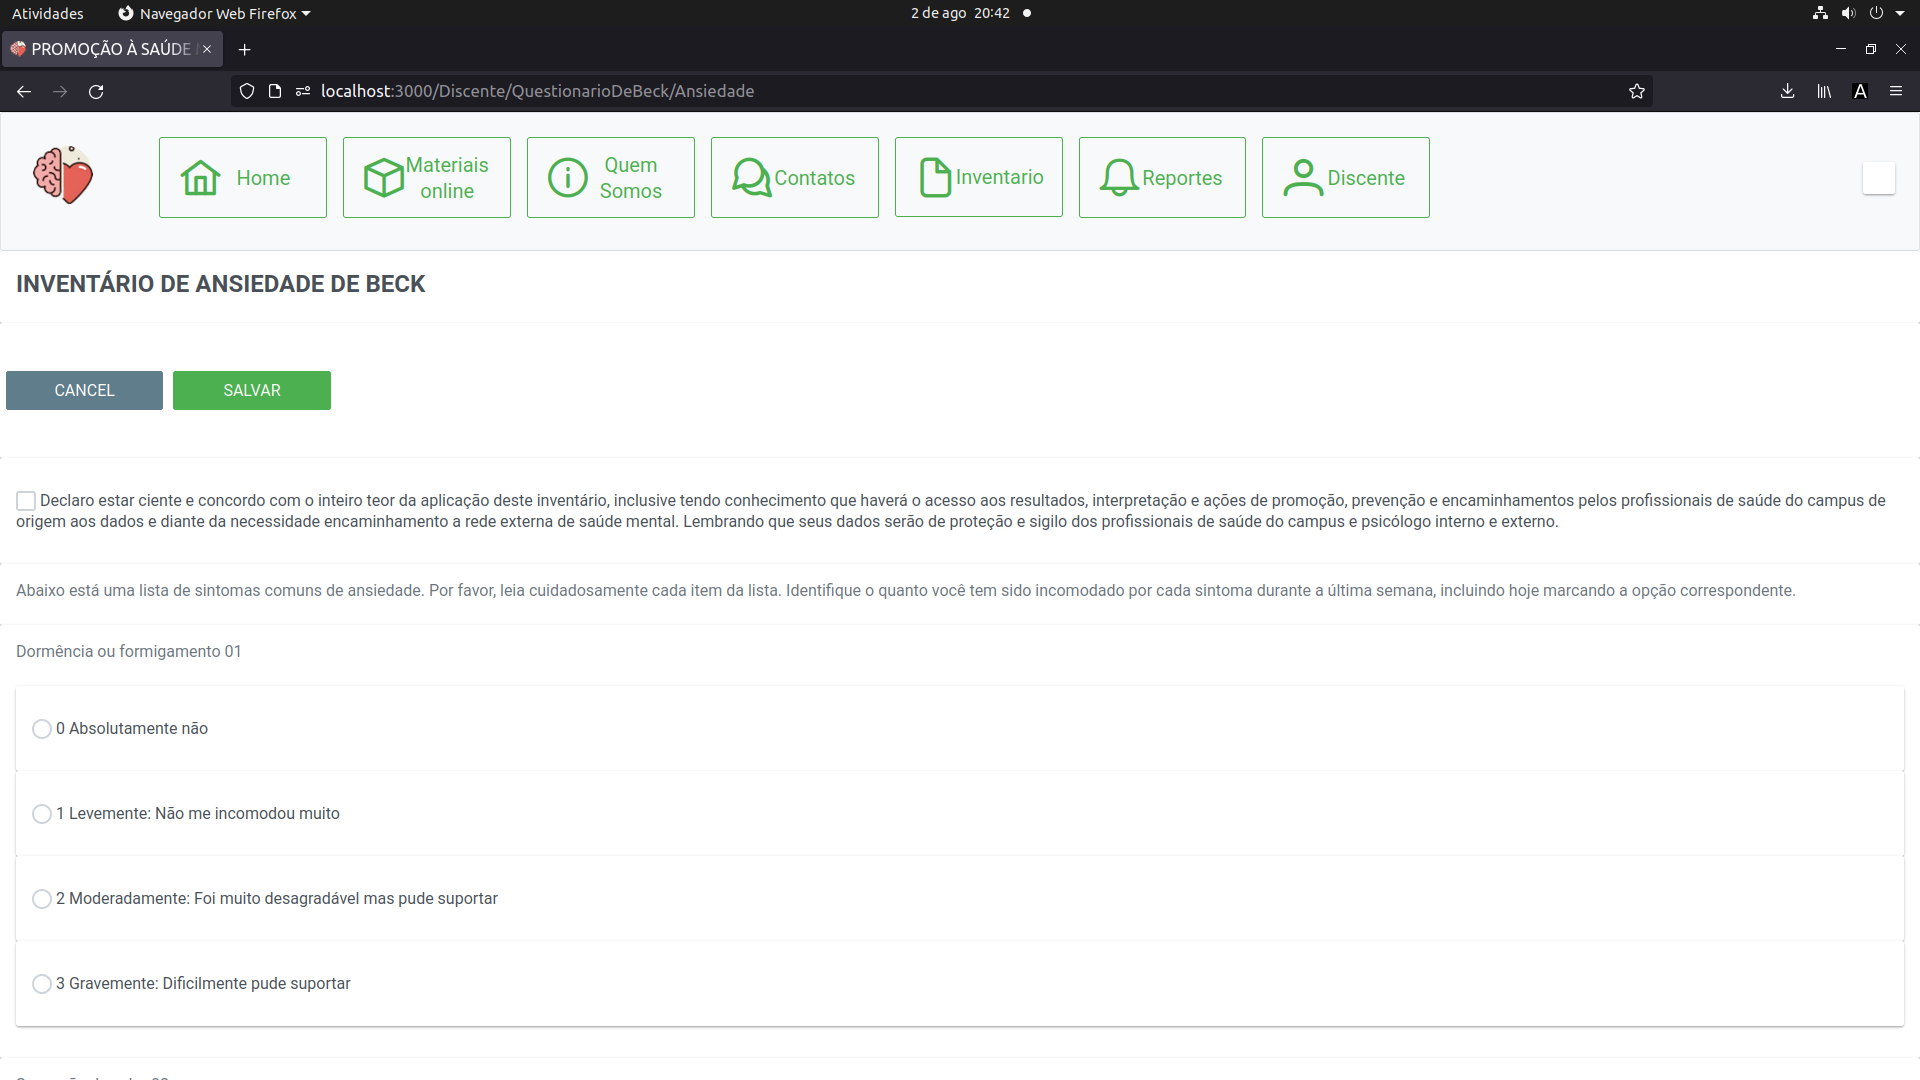 Atividades
Navegador Web Firefox
2 de ago 20:42
PROMOÇÃO À SAÚDE
localhost:3000/Discente/QuestionarioDeBeck/Ansiedade
A
Home
Materiais
online
Quem
Somos
Contatos
Inventario
Reportes
Discente
INVENTÁRIO DE ANSIEDADE DE BECK
CANCEL
SALVAR
Declaro estar ciente e concordo com o inteiro teor da aplicação deste inventário, inclusive tendo conhecimento que haverá o acesso aos resultados, interpretação e ações de promoção, prevenção e encaminhamentos pelos profissionais de saúde do campus de
origem aos dados e diante da necessidade encaminhamento a rede externa de saúde mental. Lembrando que seus dados serão de proteção e sigilo dos profissionais de saúde do campus e psicólogo interno e externo.
Abaixo está uma lista de sintomas comuns de ansiedade. Por favor, leia cuidadosamente cada item da lista. Identifique o quanto você tem sido incomodado por cada sintoma durante a última semana, incluindo hoje marcando a opção correspondente.
Dormência ou formigamento 01
0 Absolutamente não
1 Levemente: Não me incomodou muito
2 Moderadamente: Foi muito desagradável mas pude suportar
3 Gravemente: Dificilmente pude suportar